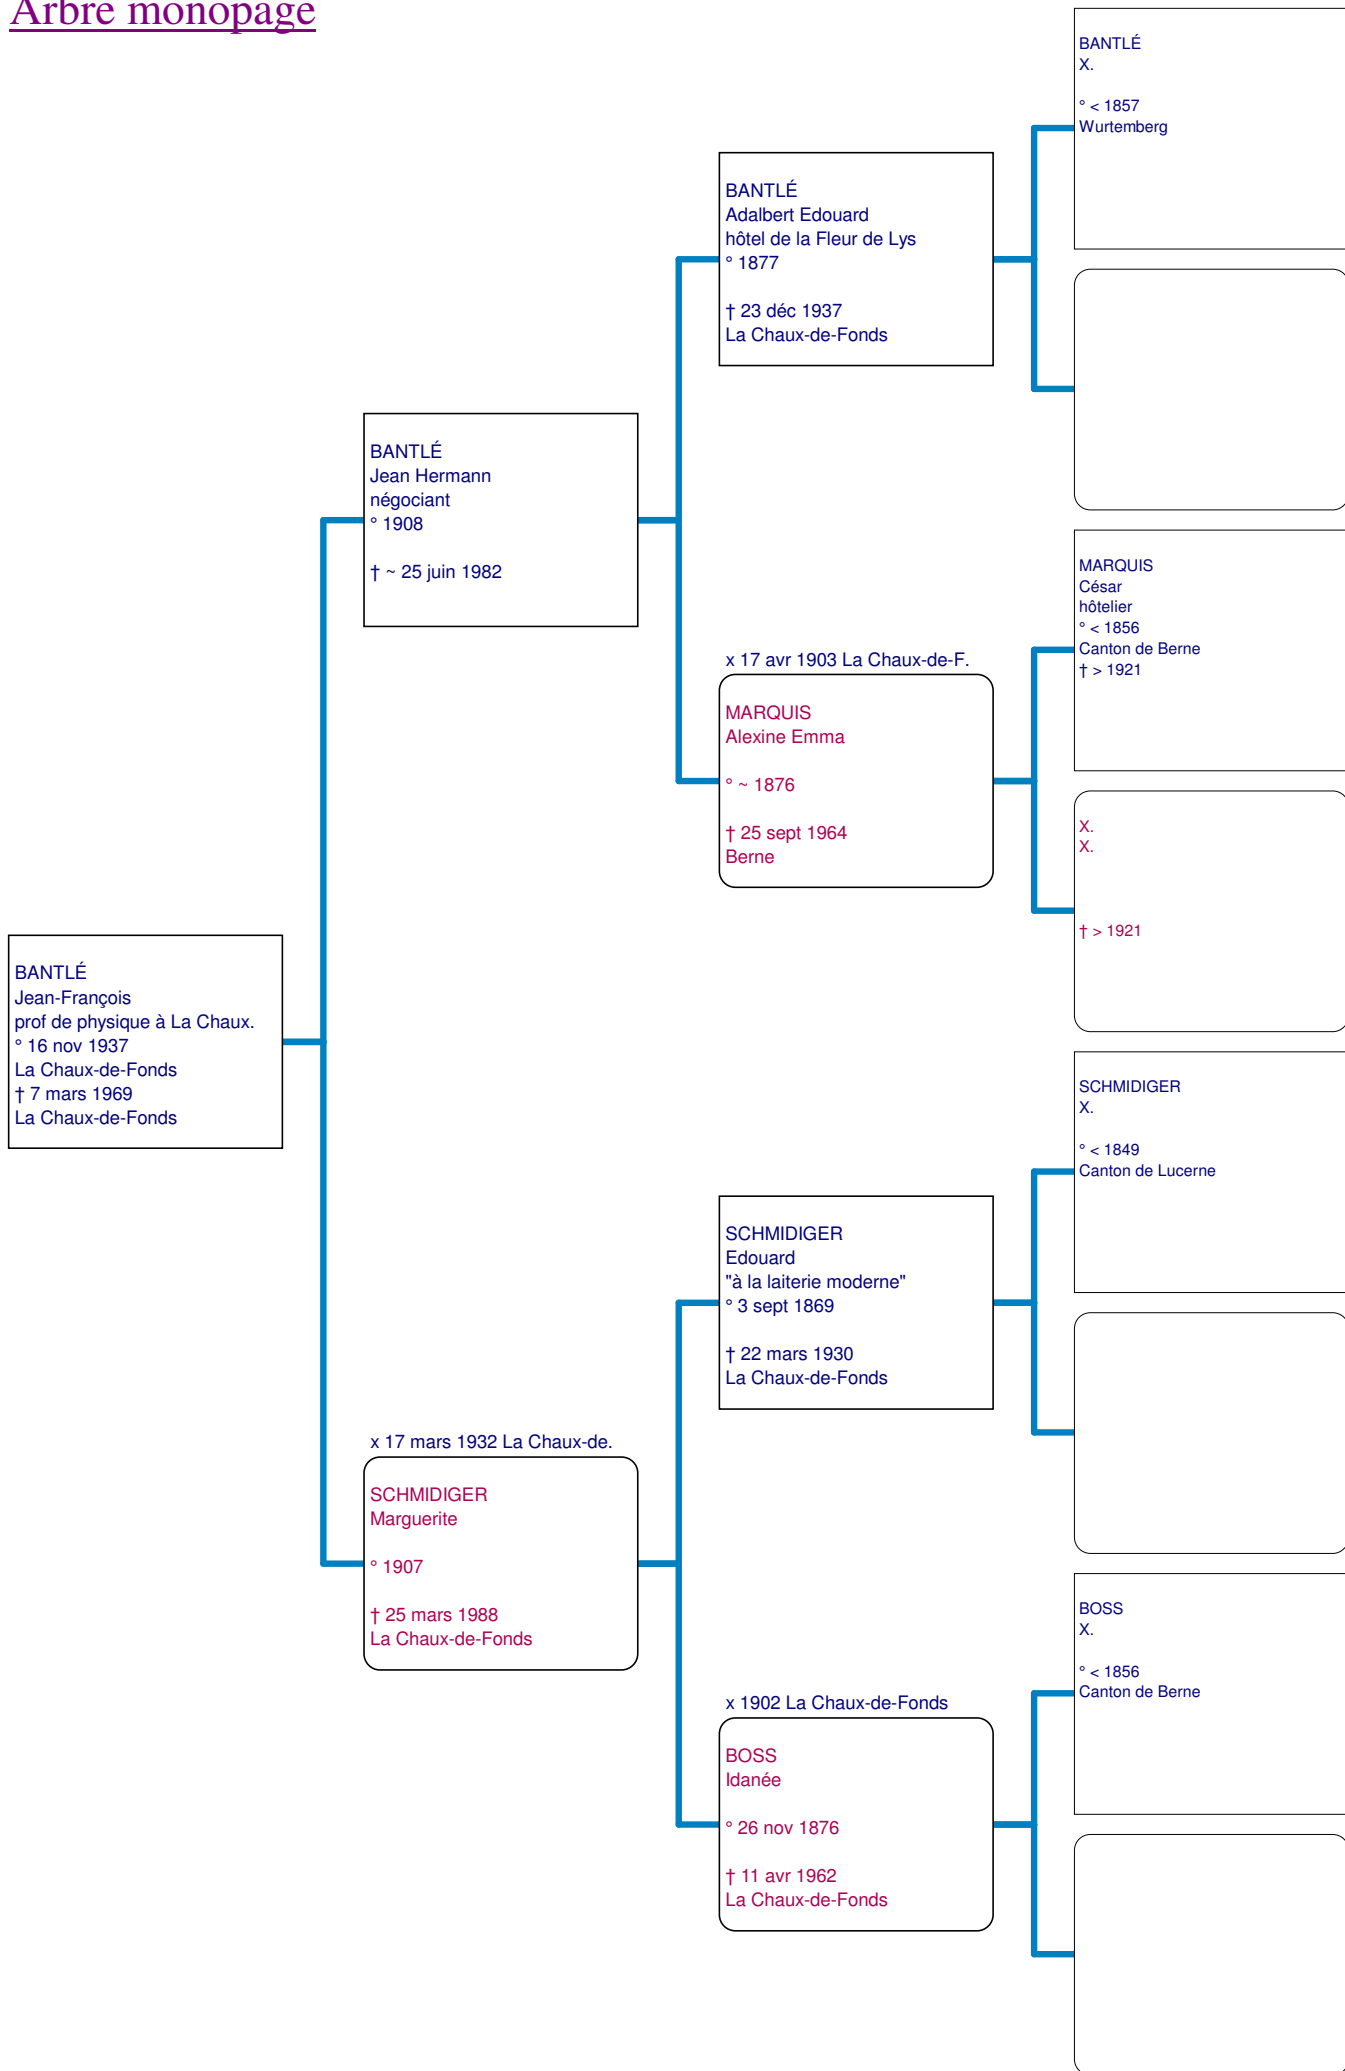 Arbre monopage
BANTLÉ
X.
° < 1857
Wurtemberg
BANTLÉ
Adalbert Edouard
hôtel de la Fleur de Lys
° 1877
† 23 déc 1937
La Chaux-de-Fonds
BANTLÉ
Jean Hermann
négociant
° 1908
† ~ 25 juin 1982
MARQUIS
César
hôtelier
° < 1856
Canton de Berne
† > 1921
x 17 avr 1903 La Chaux-de-F.
MARQUIS
Alexine Emma
° ~ 1876
† 25 sept 1964
Berne
X.
X.
† > 1921
BANTLÉ
Jean-François
prof de physique à La Chaux.
° 16 nov 1937
La Chaux-de-Fonds
† 7 mars 1969
La Chaux-de-Fonds
SCHMIDIGER
X.
° < 1849
Canton de Lucerne
SCHMIDIGER
Edouard
"à la laiterie moderne"
° 3 sept 1869
† 22 mars 1930
La Chaux-de-Fonds
x 17 mars 1932 La Chaux-de.
SCHMIDIGER
Marguerite
° 1907
† 25 mars 1988
La Chaux-de-Fonds
BOSS
X.
° < 1856
Canton de Berne
x 1902 La Chaux-de-Fonds
BOSS
Idanée
° 26 nov 1876
† 11 avr 1962
La Chaux-de-Fonds